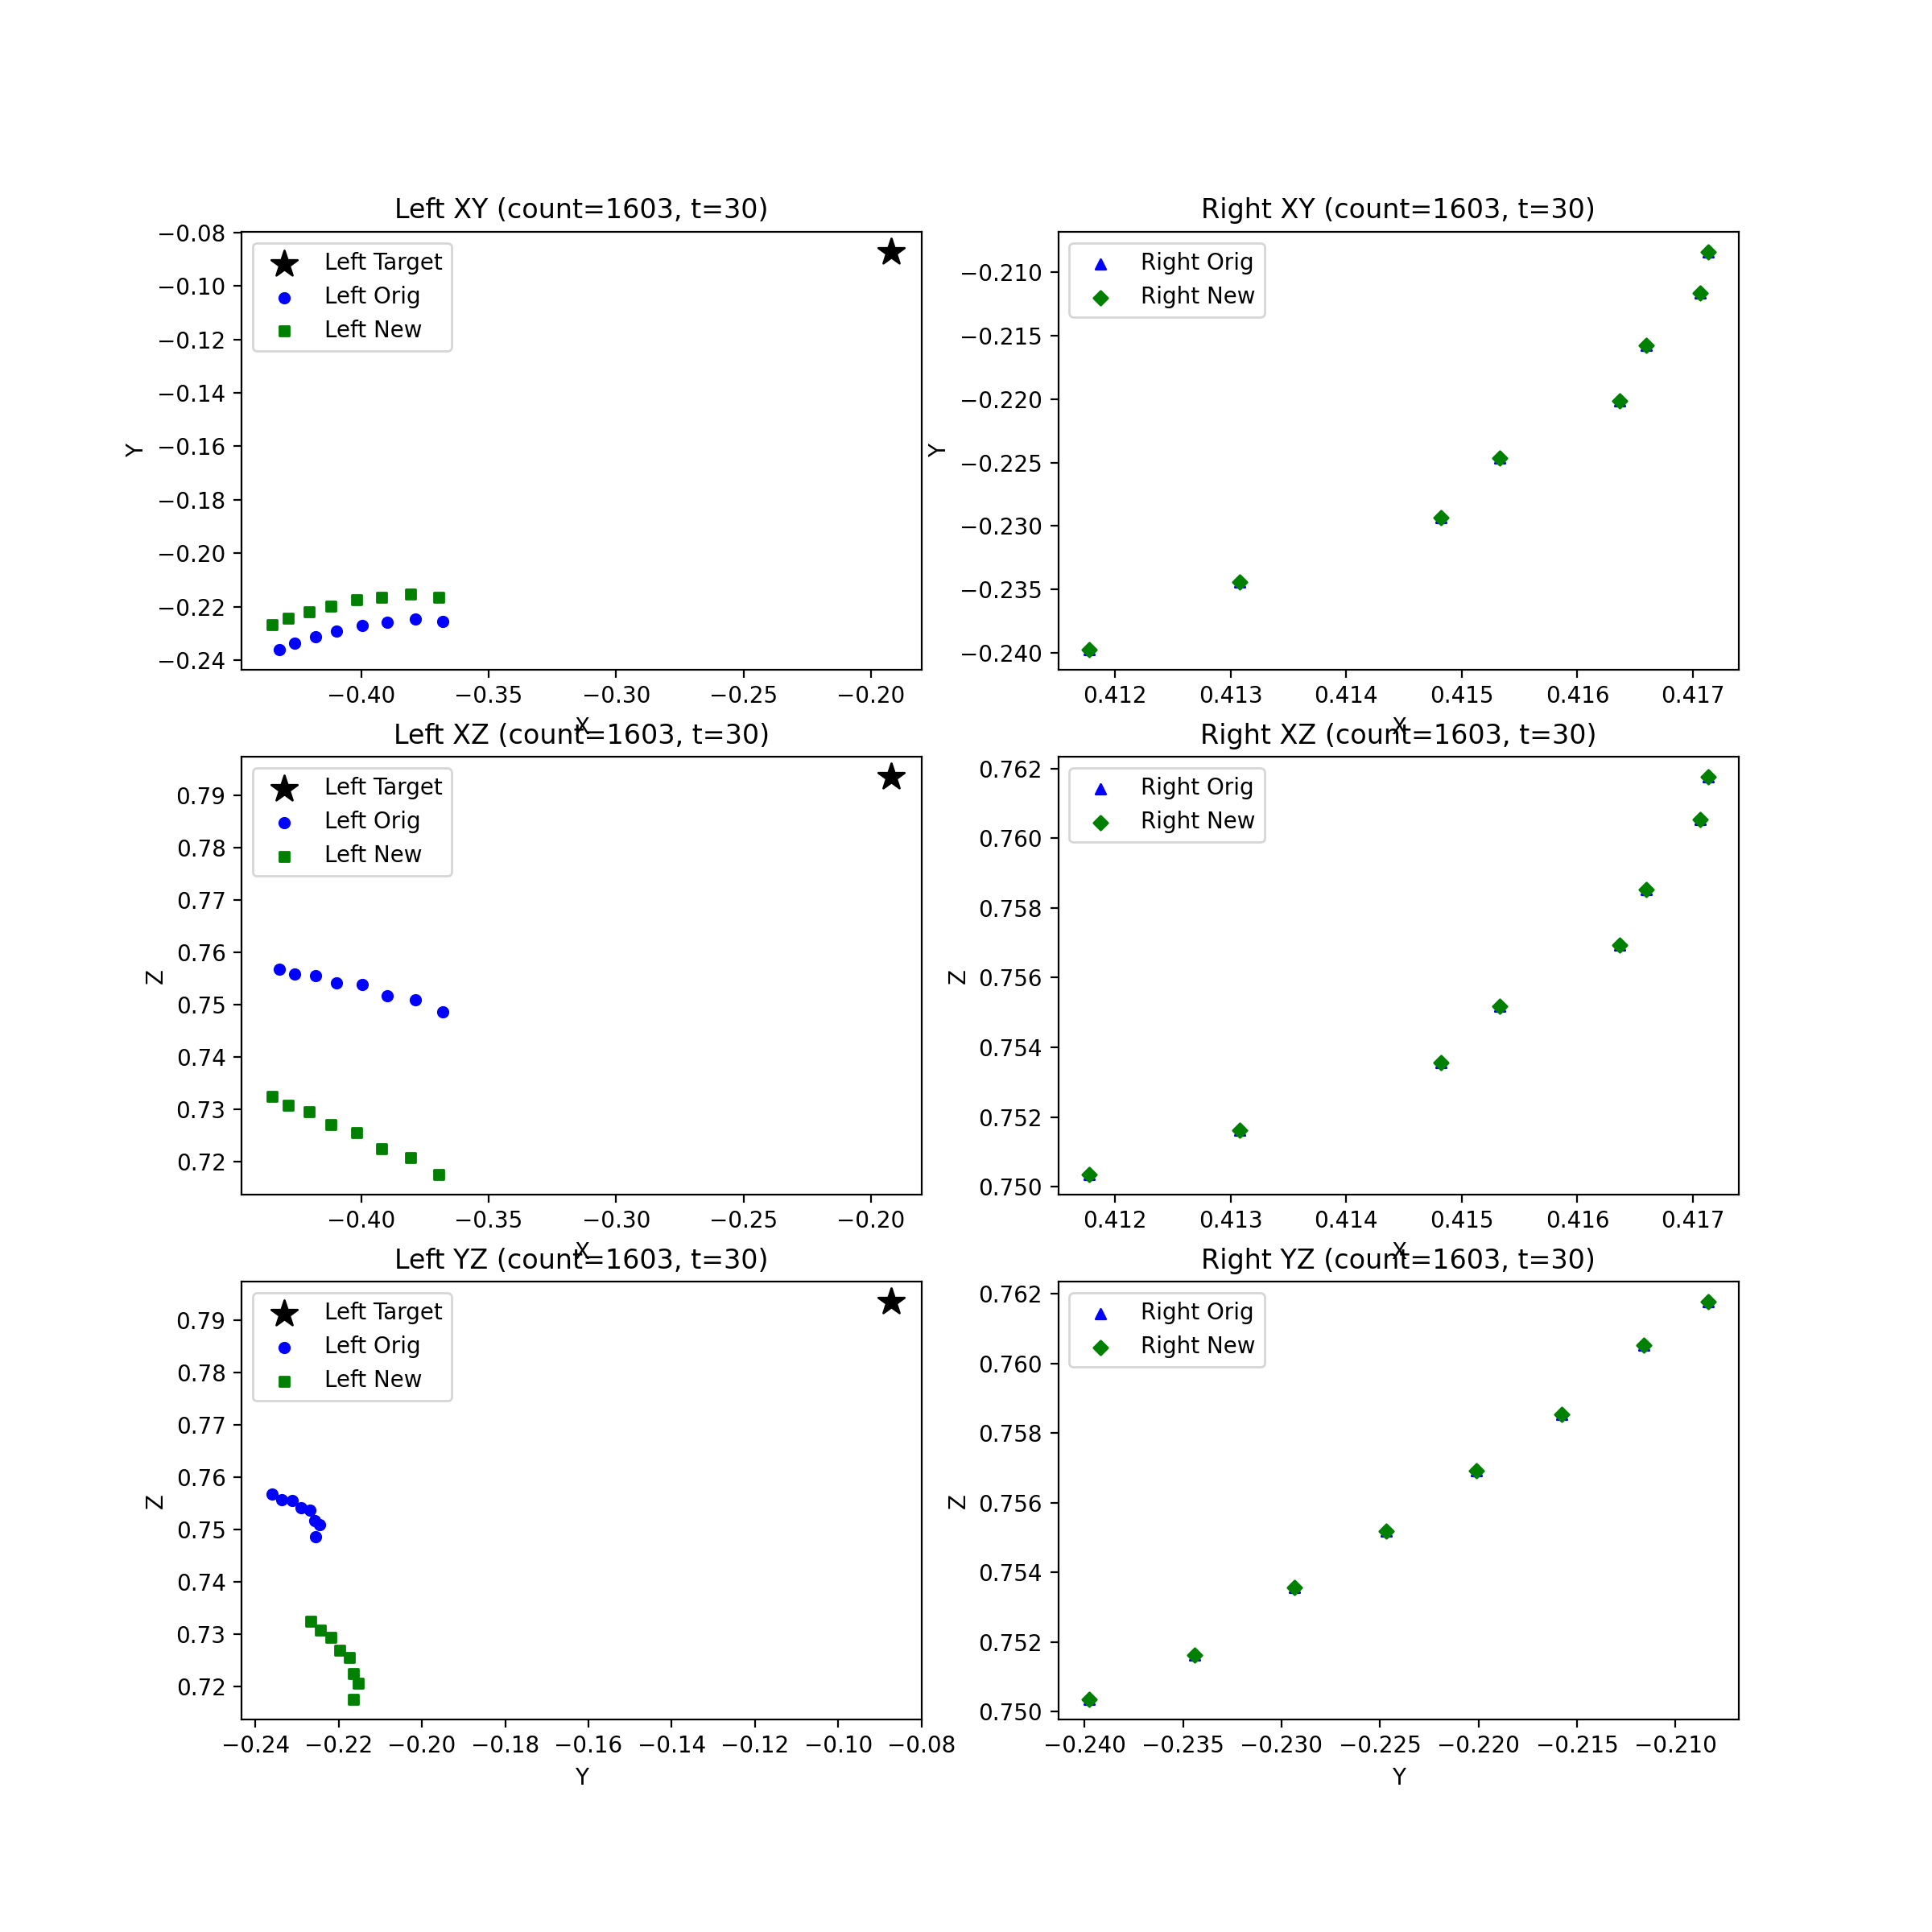 Left XY (count=1603, t=30)
Left Target
Left Orig
Left New
−0.08
−0.10
−0.12
−0.14
−0.16
−0.18
−0.20
−0.22
−0.24
Y
−0.40 −0.35 −0.30 −0.25 −0.20
X
Right XY (count=1603, t=30)
Right Orig
Right New
−0.210
−0.215
−0.220
−0.225
−0.230
−0.235
−0.240
Y
0.412 0.413 0.414 0.415 0.416 0.417
X
Left XZ (count=1603, t=30)
Left Target
Left Orig
Left New
0.79
0.78
0.77
0.76
0.75
0.74
0.73
0.72
Z
−0.40 −0.35 −0.30 −0.25 −0.20
X
Right XZ (count=1603, t=30)
Right Orig
Right New
0.762
0.760
0.758
0.756
0.754
0.752
0.750
Z
0.412 0.413 0.414 0.415 0.416 0.417
X
Left YZ (count=1603, t=30)
Left Target
Left Orig
Left New
0.79
0.78
0.77
0.76
0.75
0.74
0.73
0.72
Z
−0.24 −0.22 −0.20 −0.18 −0.16 −0.14 −0.12 −0.10 −0.08
Y
Right YZ (count=1603, t=30)
Right Orig
Right New
0.762
0.760
0.758
0.756
0.754
0.752
0.750
Z
−0.240 −0.235 −0.230 −0.225 −0.220 −0.215 −0.210
Y